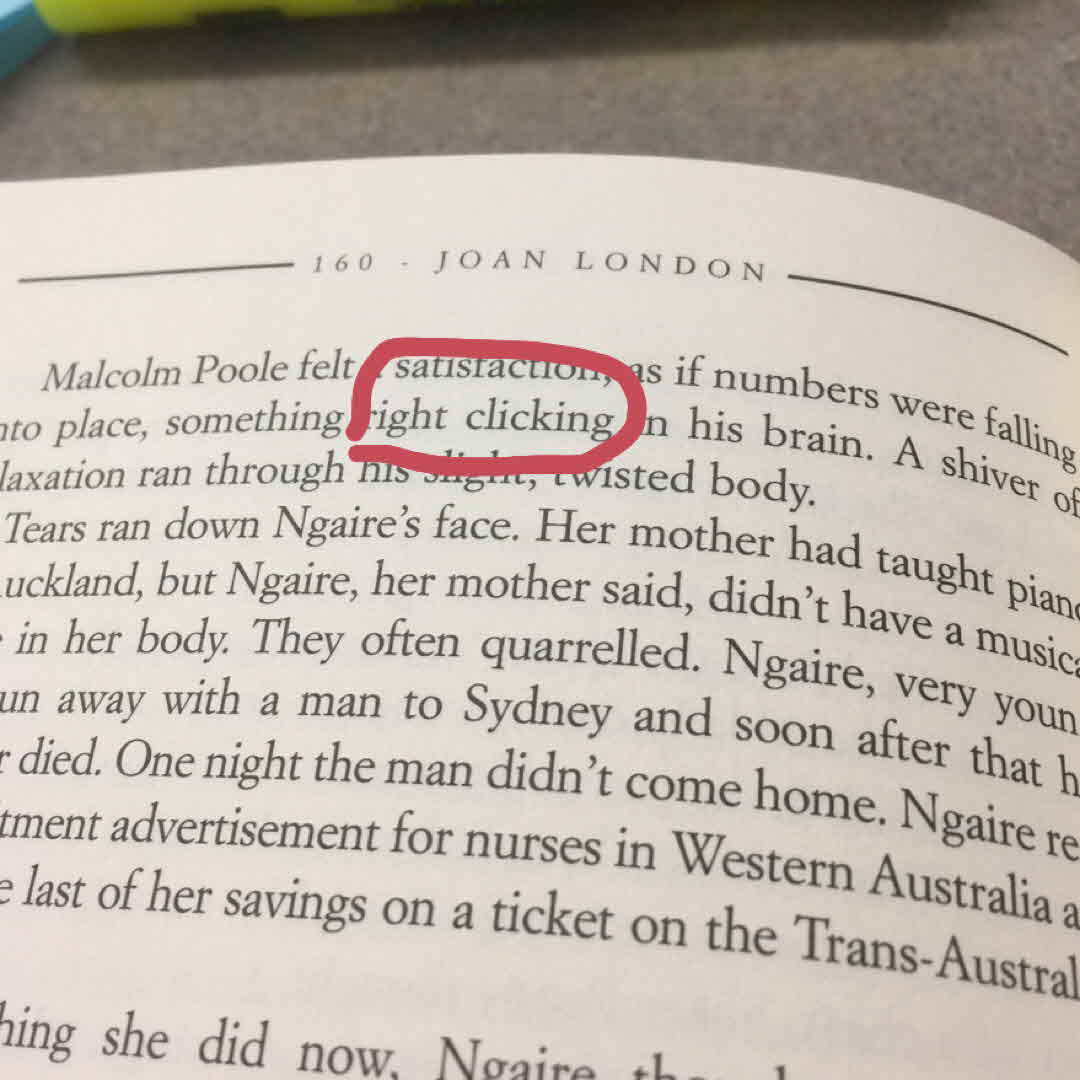 160 - JOAN LONDON
Malcolm Poole felt a satisfaction, as if numbers were falling
nto place, something right clicking in his brain. A shiver of
laxation ran through his slight, twisted body.
Tears ran down Ngaire's face. Her mother had taught piano
uckland, but Ngaire, her mother said, didn't have a musica
in her body. They often quarrelled. Ngaire, very youn
un away with a man to Sydney and soon after that h
r died. One night the man didn't come home. Ngaire re
tment advertisement for nurses in Western Australia a
e last of her savings on a ticket on the Trans-Austral
hing she did now, Ngaire